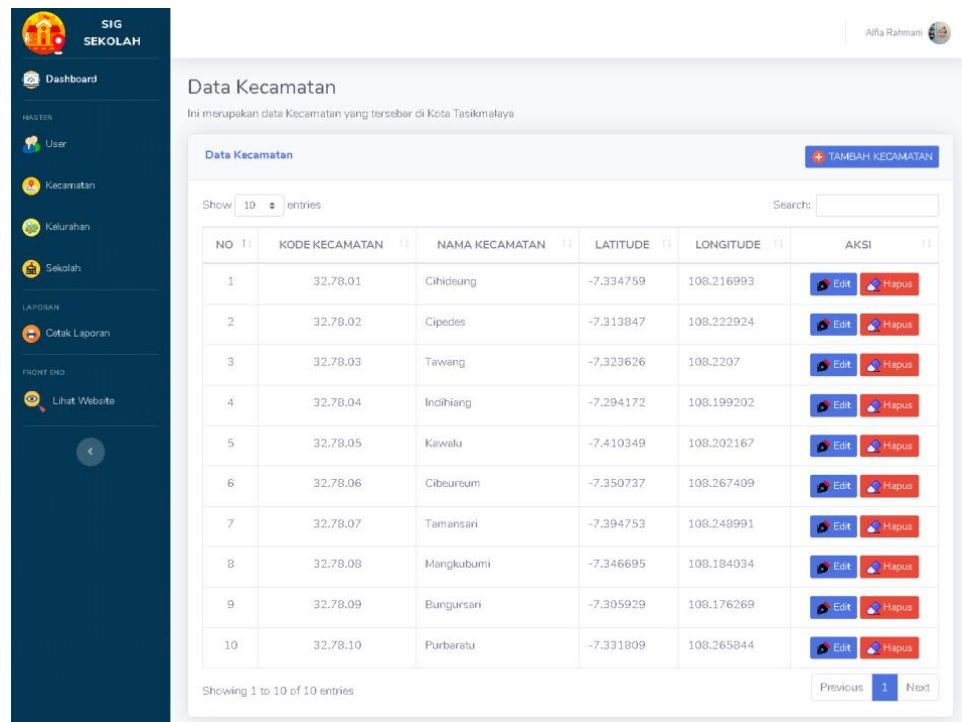 SIG
SEKOLAH
Alfia Rahmani
Dashboard
MASTER
User
Kecamatan
Kelurahan
Sekolah
LAPORAN
Cetak Laporan
FRONT END
Lihat Website
Data Kecamatan
Ini merupakan data Kecamatan yang tersebar di Kota Tasikmalaya
Data Kecamatan
TAMBAH KECAMATAN
Show 10 entries
Search:
NO KODE KECAMATAN NAMA KECAMATAN LATITUDE LONGITUDE AKSI
1 32.78.01 Cihideung -7.334759 108.216993 Edit Hapus
2 32.78.02 Cipedes -7.313847 108.222924 Edit Hapus
3 32.78.03 Tawang -7.323626 108.2207 Edit Hapus
4 32.78.04 Indihiang -7.294172 108.199202 Edit Hapus
5 32.78.05 Kawalu -7.410349 108.202167 Edit Hapus
6 32.78.06 Cibeureum -7.350737 108.267409 Edit Hapus
7 32.78.07 Tamansari -7.394753 108.248991 Edit Hapus
8 32.78.08 Mangkubumi -7.346695 108.184034 Edit Hapus
9 32.78.09 Bungursari -7.305929 108.176269 Edit Hapus
10 32.78.10 Purbaratu -7.331809 108.265844 Edit Hapus
Showing 1 to 10 of 10 entries
Previous 1 Next